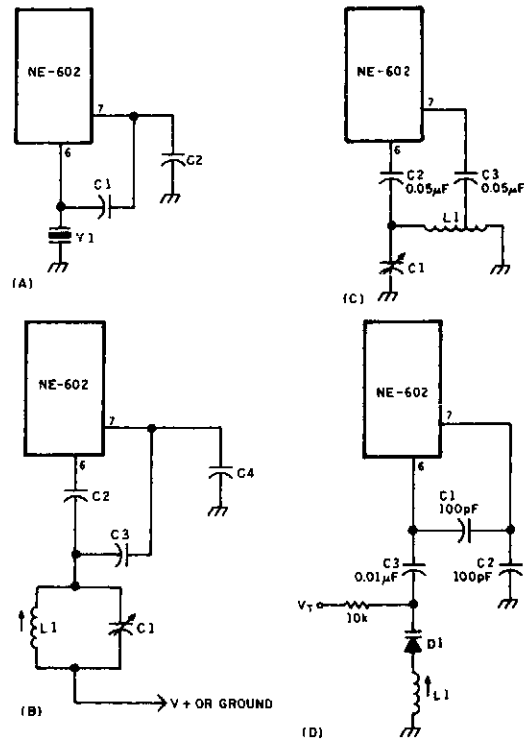 NE-602
7
6
C1
C2
Y1
(A)
NE-602
7
6
C2
0.05µF
C3
0.05µF
L1
C1
(C)
NE-602
7
6
C2
C3
C4
L1
C1
V+ OR GROUND
(B)
NE-602
7
6
C1
100pF
C3
0.01µF
C2
100pF
VT
10k
D1
L1
(D)